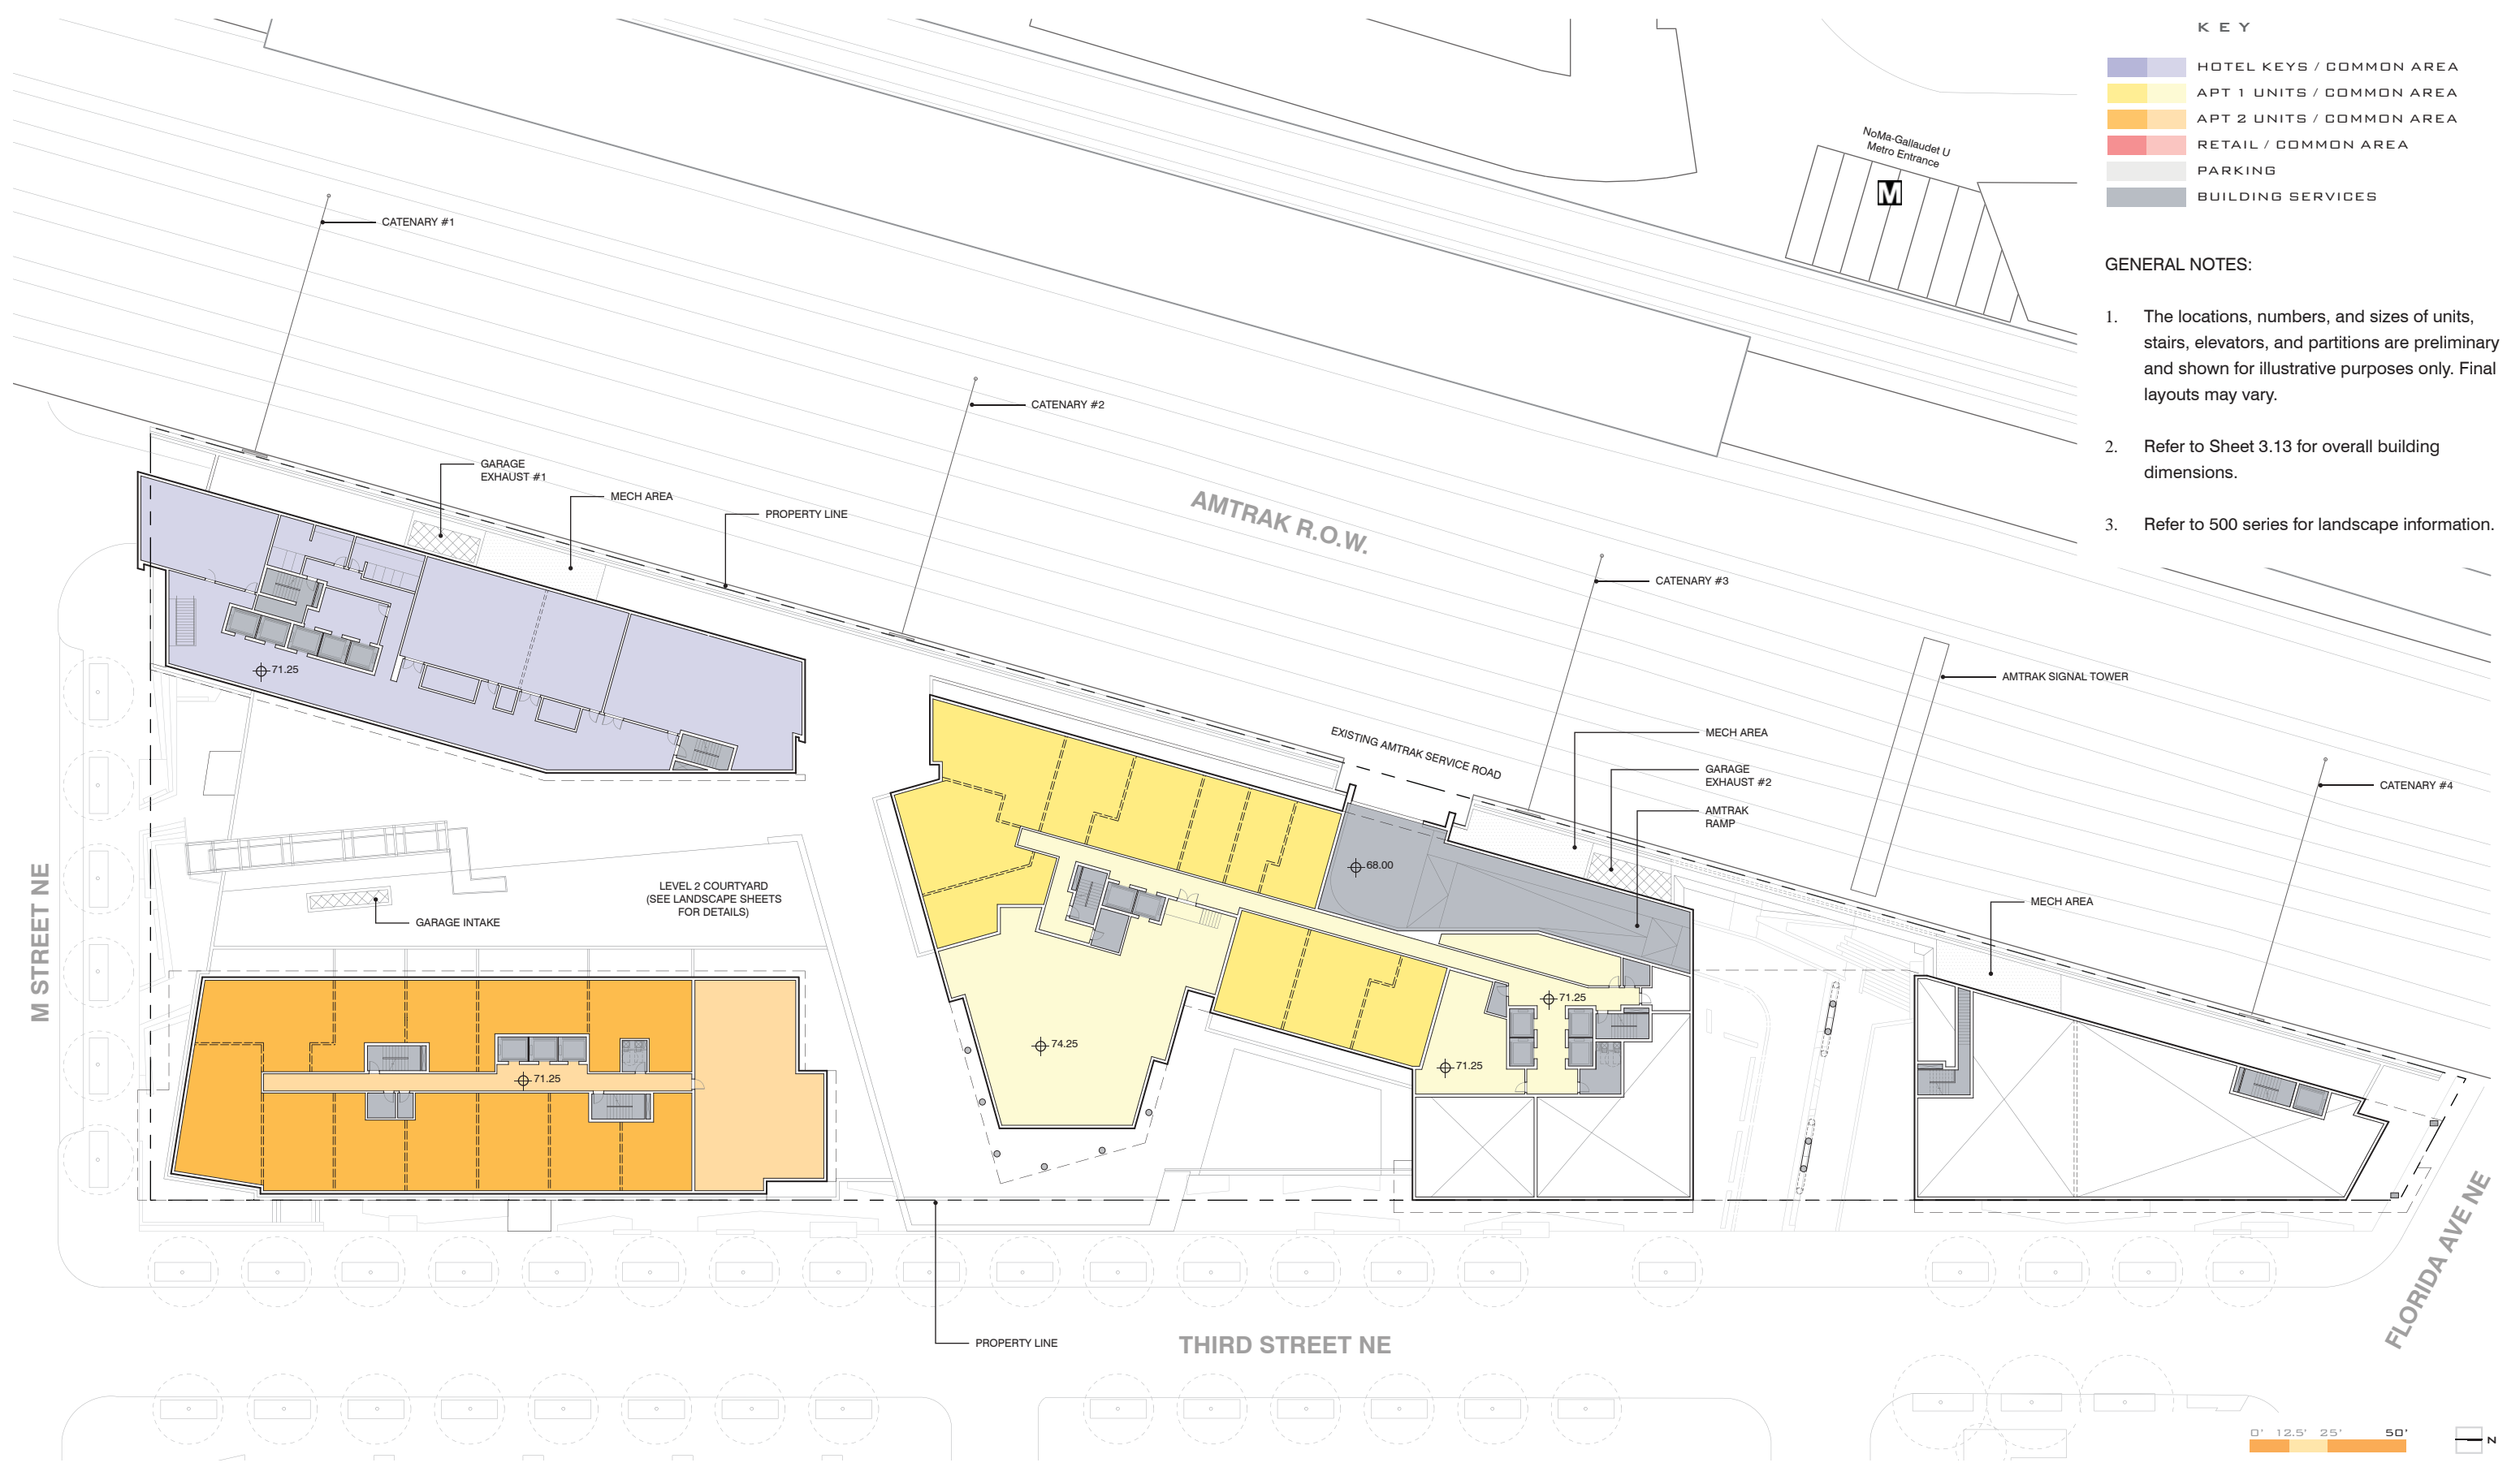 KEY
HOTEL KEYS / COMMON AREA
APT 1 UNITS / COMMON AREA
APT 2 UNITS / COMMON AREA
RETAIL / COMMON AREA
PARKING
BUILDING SERVICES
GENERAL NOTES:
1. The locations, numbers, and sizes of units,
stairs, elevators, and partitions are preliminary
and shown for illustrative purposes only. Final
layouts may vary.
2. Refer to Sheet 3.13 for overall building
dimensions.
3. Refer to 500 series for landscape information.
NoMa-Gallaudet U
Metro Entrance
M
CATENARY #1
CATENARY #2
GARAGE
EXHAUST #1
MECH AREA
PROPERTY LINE
AMTRAK R.O.W.
CATENARY #3
AMTRAK SIGNAL TOWER
71.25
EXISTING AMTRAK SERVICE ROAD
MECH AREA
GARAGE
EXHAUST #2
CATENARY #4
AMTRAK
RAMP
68.00
LEVEL 2 COURTYARD
(SEE LANDSCAPE SHEETS
FOR DETAILS)
GARAGE INTAKE
MECH AREA
M STREET NE
71.25
74.25
71.25
71.25
PROPERTY LINE
THIRD STREET NE
FLORIDA AVE NE
0' 12.5' 25' 50'
N